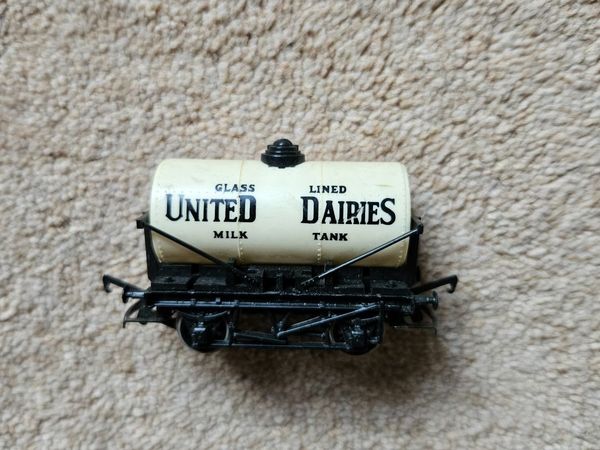 GLASS LINED
UNITED DAIRIES
MILK TANK